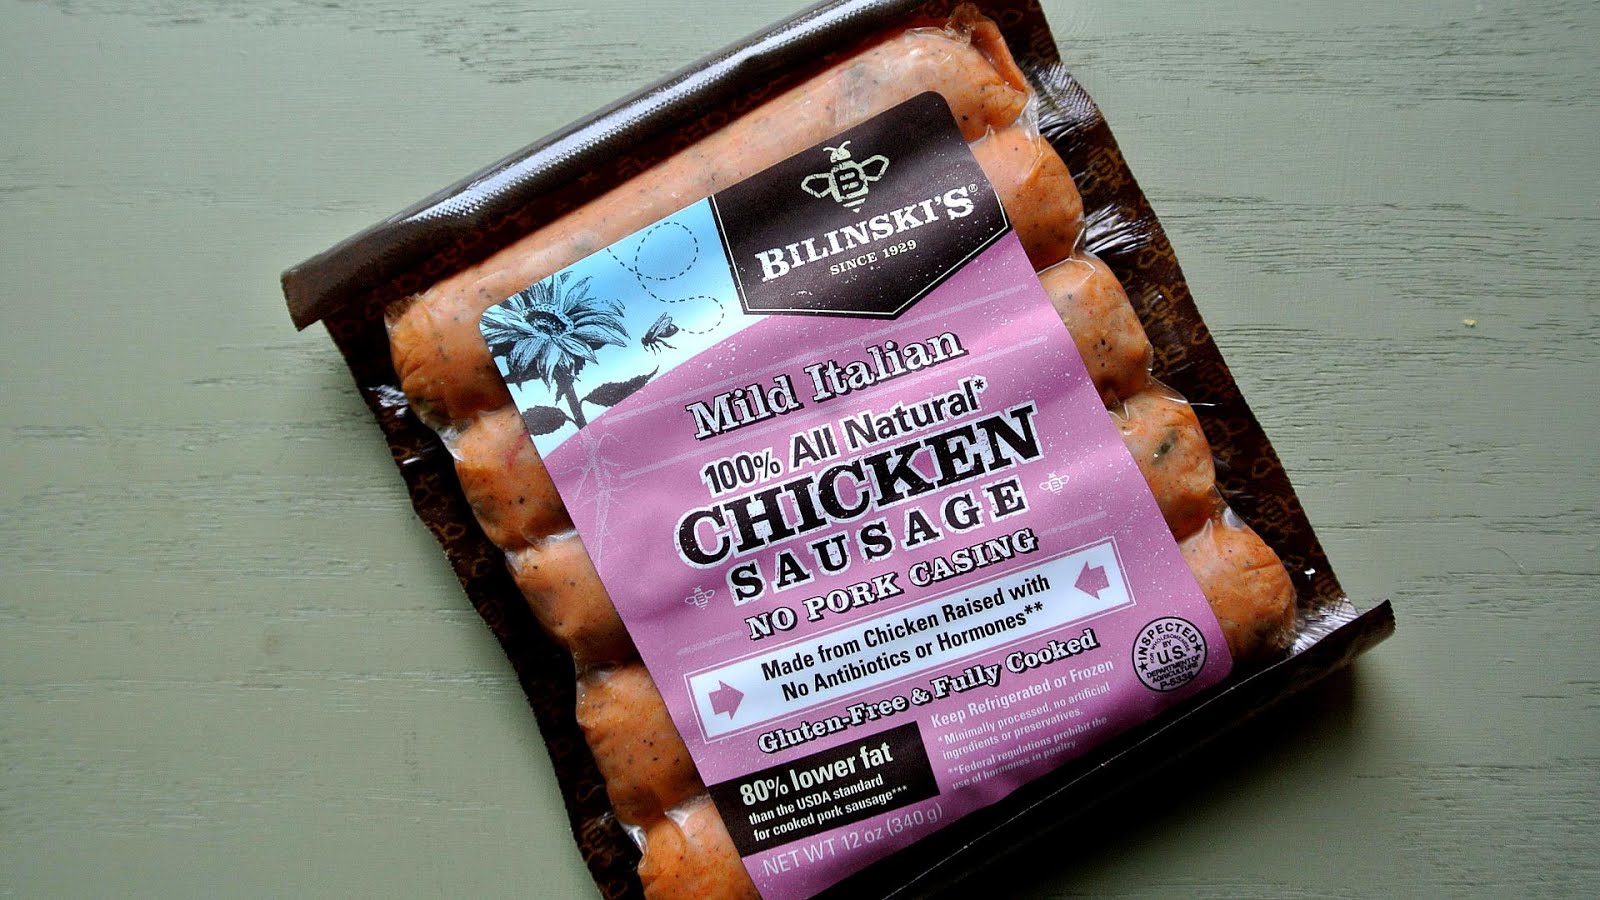 B
BILINSKI'S®
SINCE 1929
Mild Italian
100% All Natural*
CHICKEN
SAUSAGE
NO PORK CASING
Made from Chicken Raised with
No Antibiotics or Hormones**
Gluten-Free & Fully Cooked
INSPECTED
FOR WHOLESOMENESS
BY
U.S.
DEPARTMENT OF
AGRICULTURE
P-5336
80% lower fat
than the USDA standard
for cooked pork sausage***
Keep Refrigerated or Frozen
*Minimally processed, no artificial
ingredients or preservatives.
**Federal regulations prohibit the
use of hormones in poultry
NET WT 12 oz (340 g)